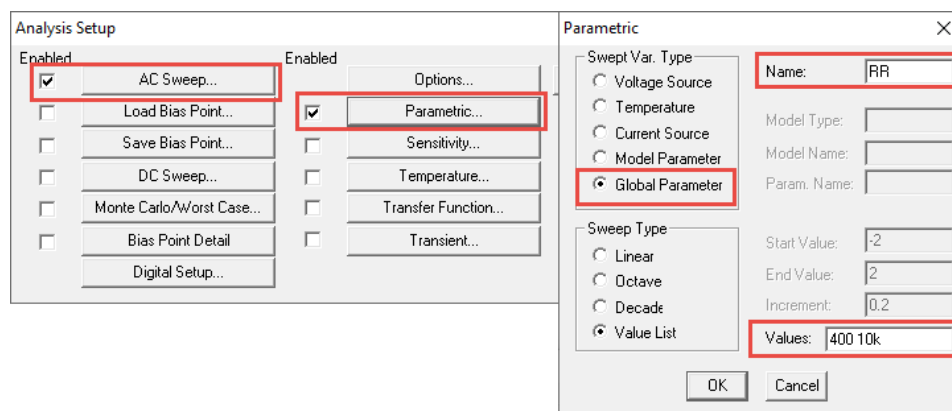 Analysis Setup
Enabled
AC Sweep...
Load Bias Point...
Save Bias Point...
DC Sweep...
Monte Carlo/Worst Case...
Bias Point Detail
Digital Setup...
Enabled
Options...
Parametric...
Sensitivity...
Temperature...
Transfer Function...
Transient...
Parametric
Swept Var. Type
Voltage Source
Temperature
Current Source
Model Parameter
Global Parameter
Sweep Type
Linear
Octave
Decade
Value List
Name: RR
Model Type:
Model Name:
Param. Name:
Start Value: -2
End Value: 2
Increment: 0.2
Values: 400 10k
OK
Cancel